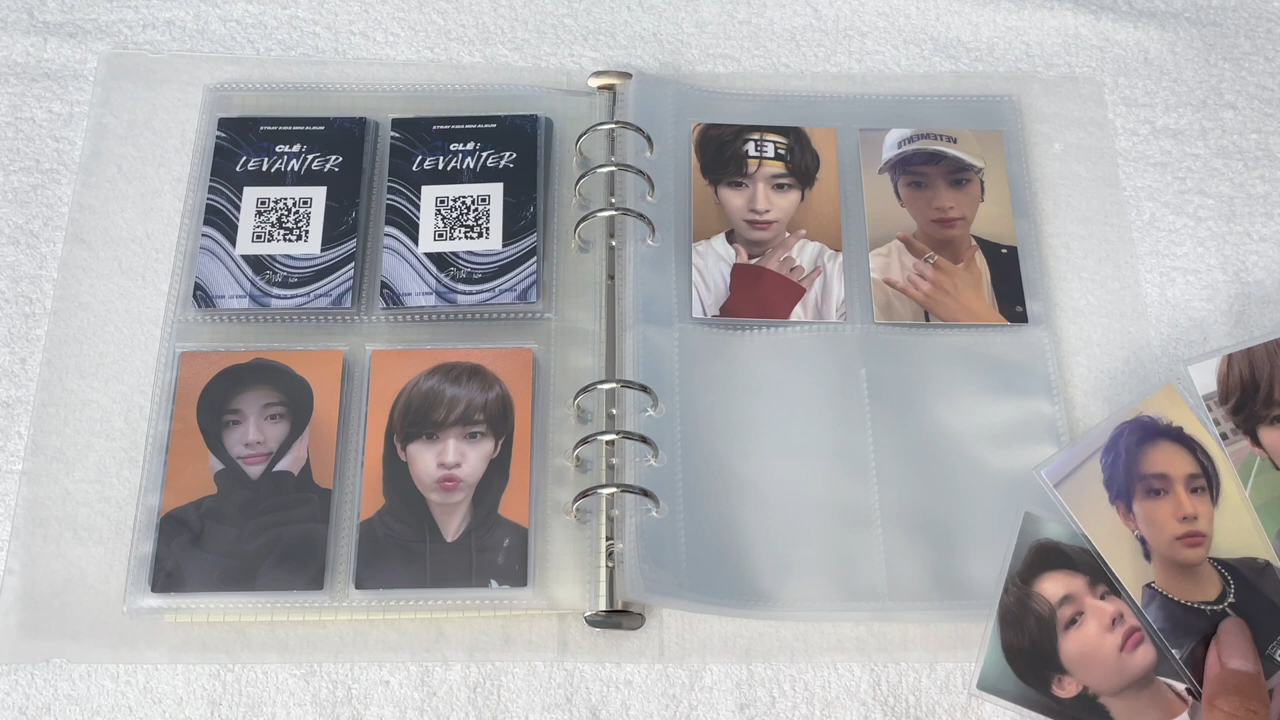 STRAY KIDS MINI ALBUM
CLÉ :
LEVANTER
STRAY KIDS MINI ALBUM
CLÉ :
LEVANTER
VETEMENTS